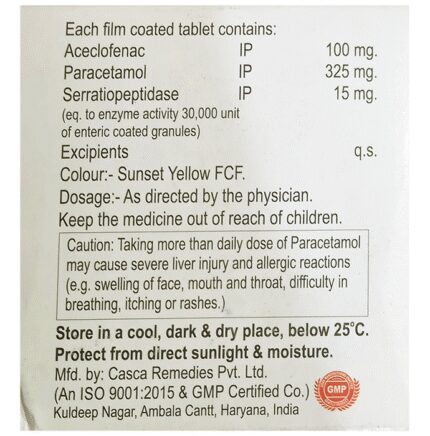 Each film coated tablet contains:
Aceclofenac IP 100 mg.
Paracetamol IP 325 mg.
Serratiopeptidase IP 15 mg.
(eq. to enzyme activity 30,000 unit
of enteric coated granules)
Excipients q.s.
Colour:- Sunset Yellow FCF.
Dosage:- As directed by the physician.
Keep the medicine out of reach of children.
Caution: Taking more than daily dose of Paracetamol
may cause severe liver injury and allergic reactions
(e.g. swelling of face, mouth and throat, difficulty in
breathing, itching or rashes.)
Store in a cool, dark & dry place, below 25°C.
Protect from direct sunlight & moisture.
Mfd. by: Casca Remedies Pvt. Ltd.
(An ISO 9001:2015 & GMP Certified Co.)
Kuldeep Nagar, Ambala Cantt, Haryana, India
GMP